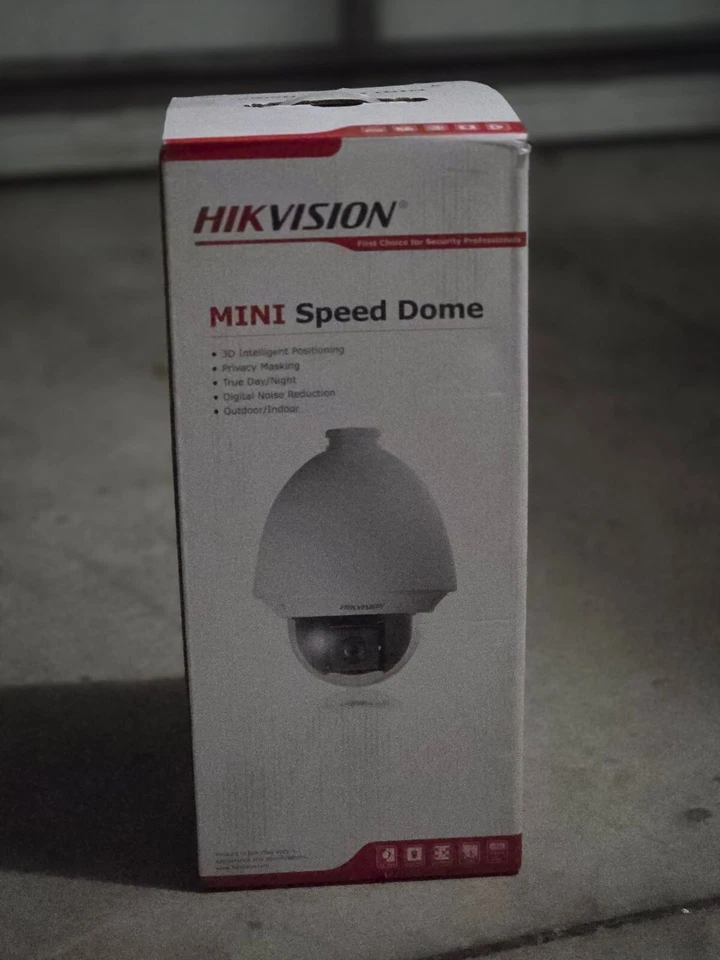 HIKVISION®
First Choice for Security Professionals
MINI Speed Dome
• 3D Intelligent Positioning
• Privacy Masking
• True Day/Night
• Digital Noise Reduction
• Outdoor/Indoor
HIKVISION